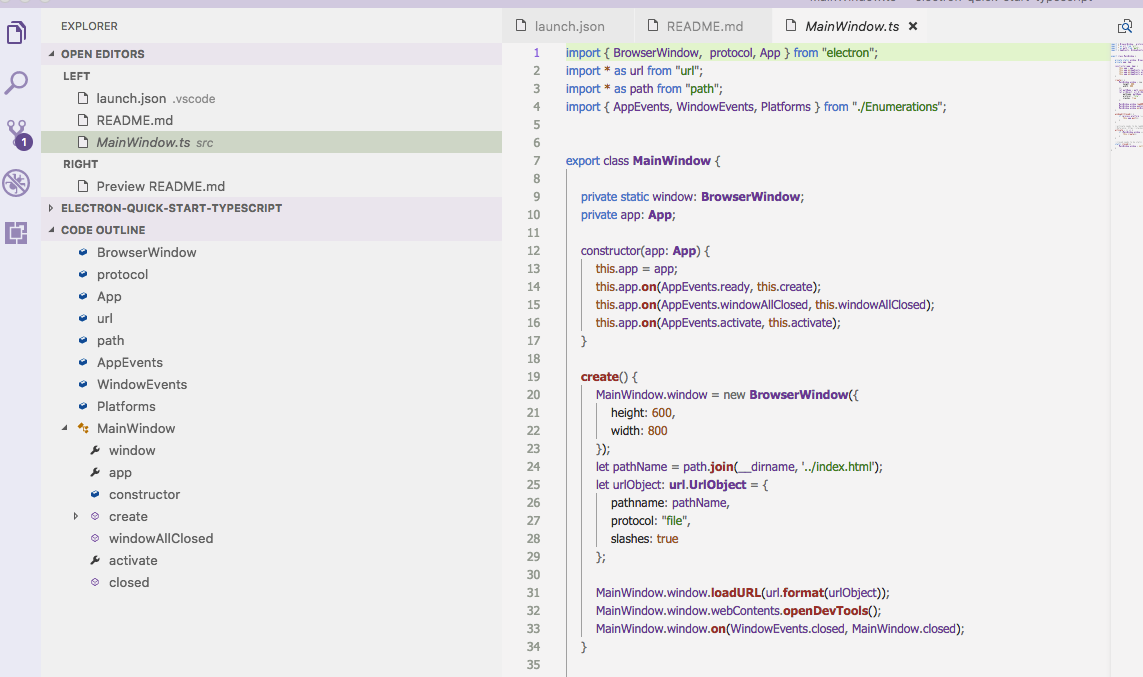 EXPLORER
OPEN EDITORS
LEFT
launch.json .vscode
README.md
MainWindow.ts src
RIGHT
Preview README.md
ELECTRON-QUICK-START-TYPESCRIPT
CODE OUTLINE
BrowserWindow
protocol
App
url
path
AppEvents
WindowEvents
Platforms
MainWindow
window
app
constructor
create
windowAllClosed
activate
closed
1
launch.json README.md MainWindow.ts
1 import { BrowserWindow,  protocol, App } from "electron";
2 import * as url from "url";
3 import * as path from "path";
4 import { AppEvents, WindowEvents, Platforms } from "./Enumerations";
5
6
7 export class MainWindow {
8
9 private static window: BrowserWindow;
10 private app: App;
11
12 constructor(app: App) {
13 this.app = app;
14 this.app.on(AppEvents.ready, this.create);
15 this.app.on(AppEvents.windowAllClosed, this.windowAllClosed);
16 this.app.on(AppEvents.activate, this.activate);
17 }
18
19 create() {
20 MainWindow.window = new BrowserWindow({
21 height: 600,
22 width: 800
23 });
24 let pathName = path.join(__dirname, '../index.html');
25 let urlObject: url.UrlObject = {
26 pathname: pathName,
27 protocol: "file",
28 slashes: true
29 };
30
31 MainWindow.window.loadURL(url.format(urlObject));
32 MainWindow.window.webContents.openDevTools();
33 MainWindow.window.on(WindowEvents.closed, MainWindow.closed);
34 }
35